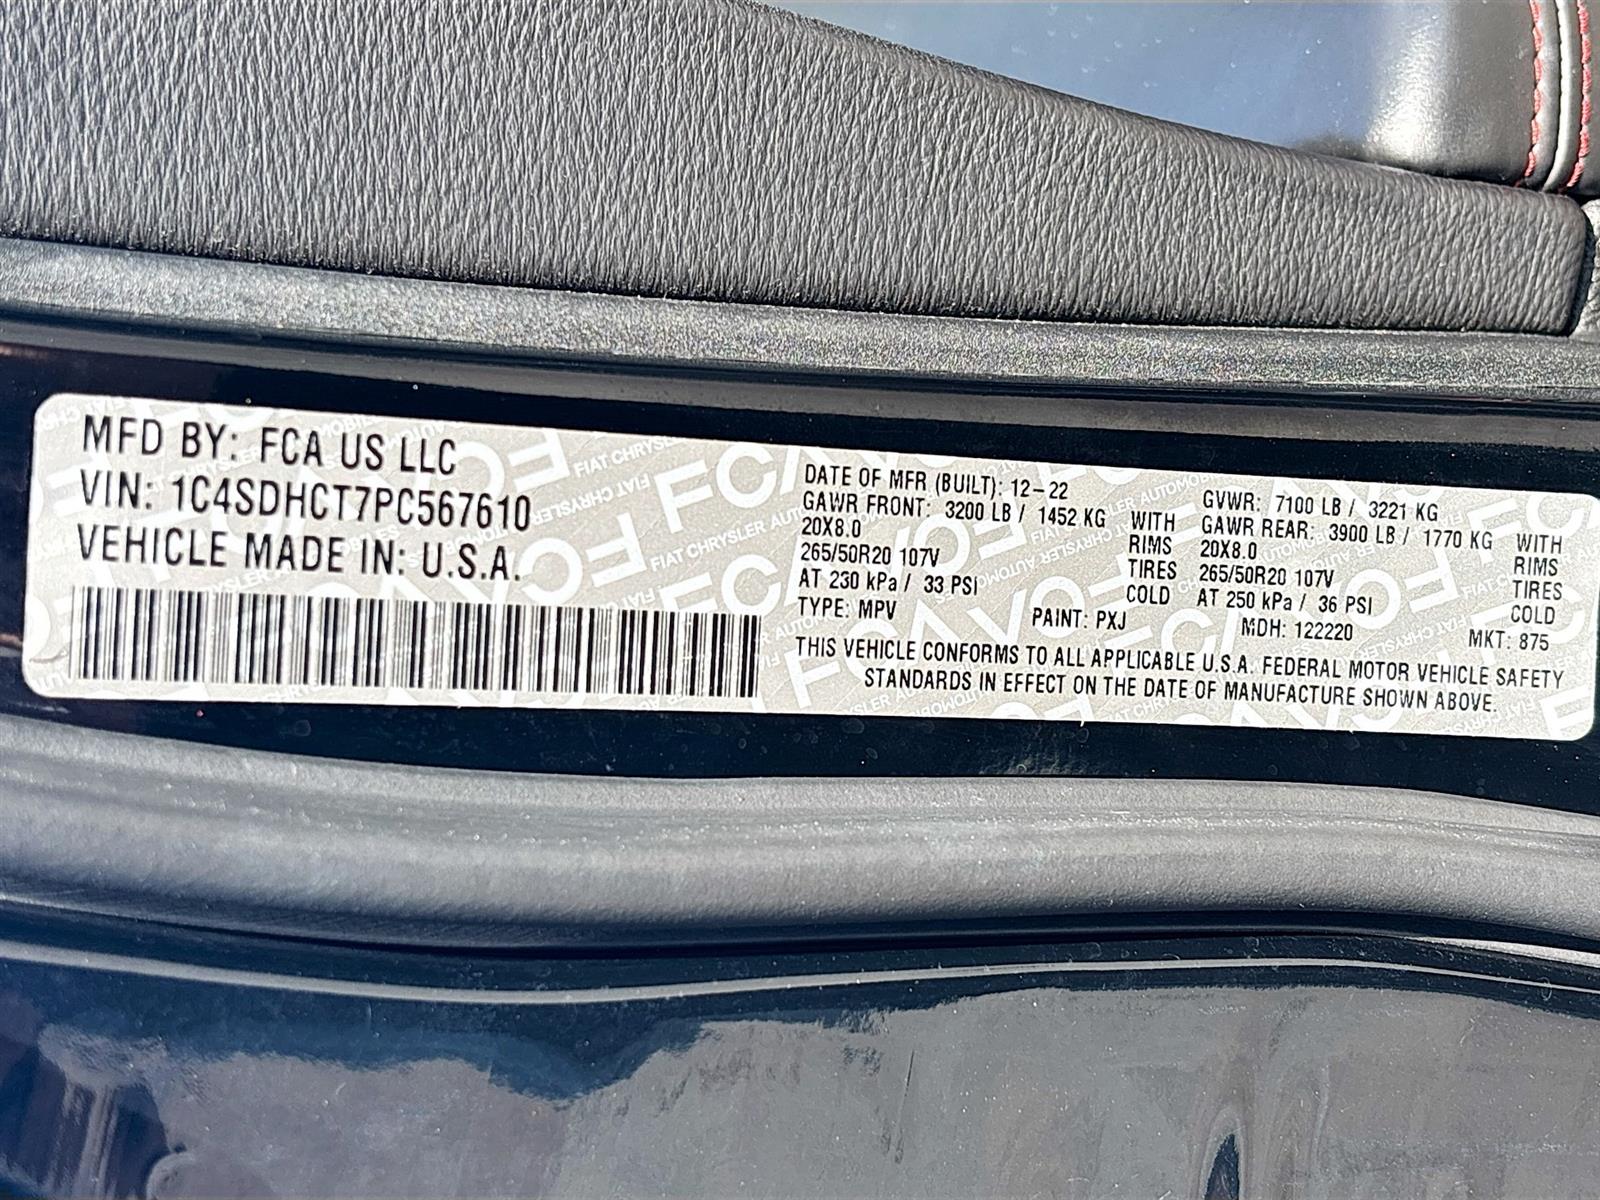 MFD BY: FCA US LLC
VIN: 1C4SDHCT7PC567610
VEHICLE MADE IN: U.S.A.
DATE OF MFR (BUILT): 12-22
GAWR FRONT: 3200 LB / 1452 KG
20X8.0
265/50R20 107V
AT 230 kPa / 33 PSI
WITH
RIMS
TIRES
COLD
GVWR: 7100 LB / 3221 KG
GAWR REAR: 3900 LB / 1770 KG
20X8.0
265/50R20 107V
AT 250 kPa / 36 PSI
WITH
RIMS
TIRES
COLD
TYPE: MPV PAINT: PXJ MDH: 122220 MKT: 875
THIS VEHICLE CONFORMS TO ALL APPLICABLE U.S.A. FEDERAL MOTOR VEHICLE SAFETY
STANDARDS IN EFFECT ON THE DATE OF MANUFACTURE SHOWN ABOVE.